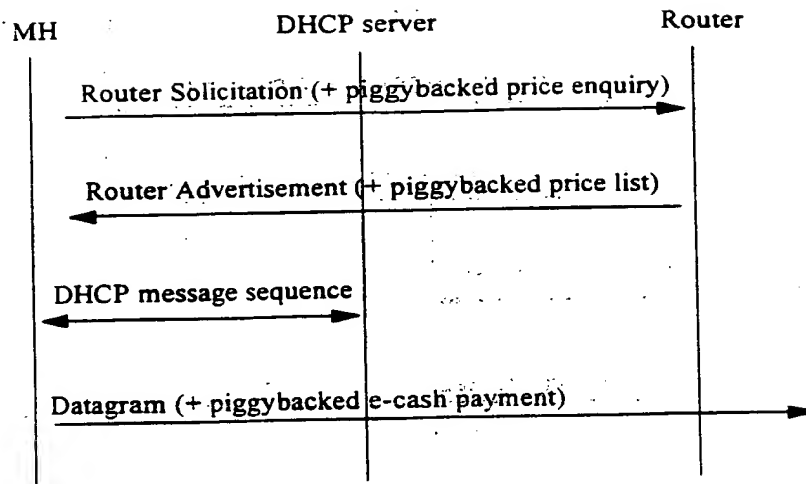 MH
DHCP server
Router
Router Solicitation (+ piggybacked price enquiry)
Router Advertisement (+ piggybacked price list)
DHCP message sequence
Datagram (+ piggybacked e-cash payment)